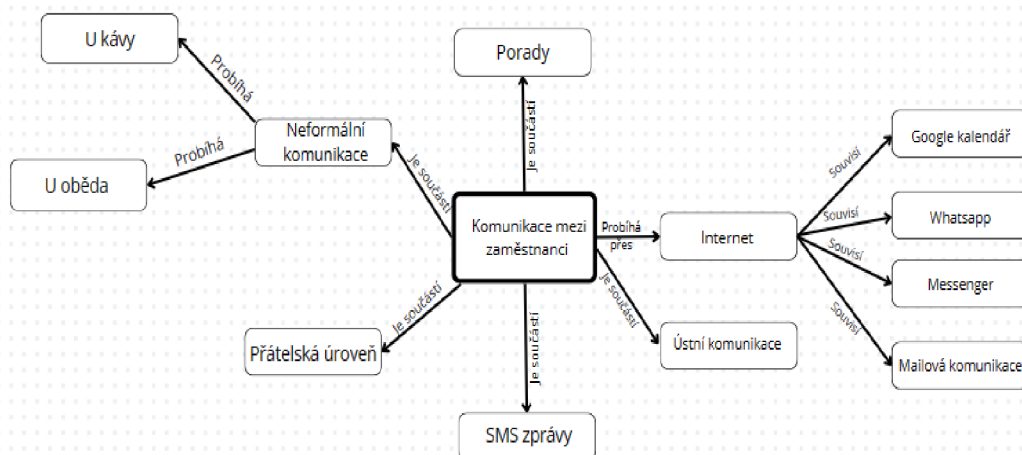 U kávy
Porady
Probíhá
Je součástí
Neformální
komunikace
Google kalendář
Probíhá
Je součástí
Souvisí
U oběda
Komunikace mezi
zaměstnanci
Probíhá
přes
Internet
Souvisí
Whatsapp
Souvisí
Messenger
Je součástí
Je součástí
Souvisí
Přátelská úroveň
Je součástí
Ústní komunikace
Mailová komunikace
SMS zprávy